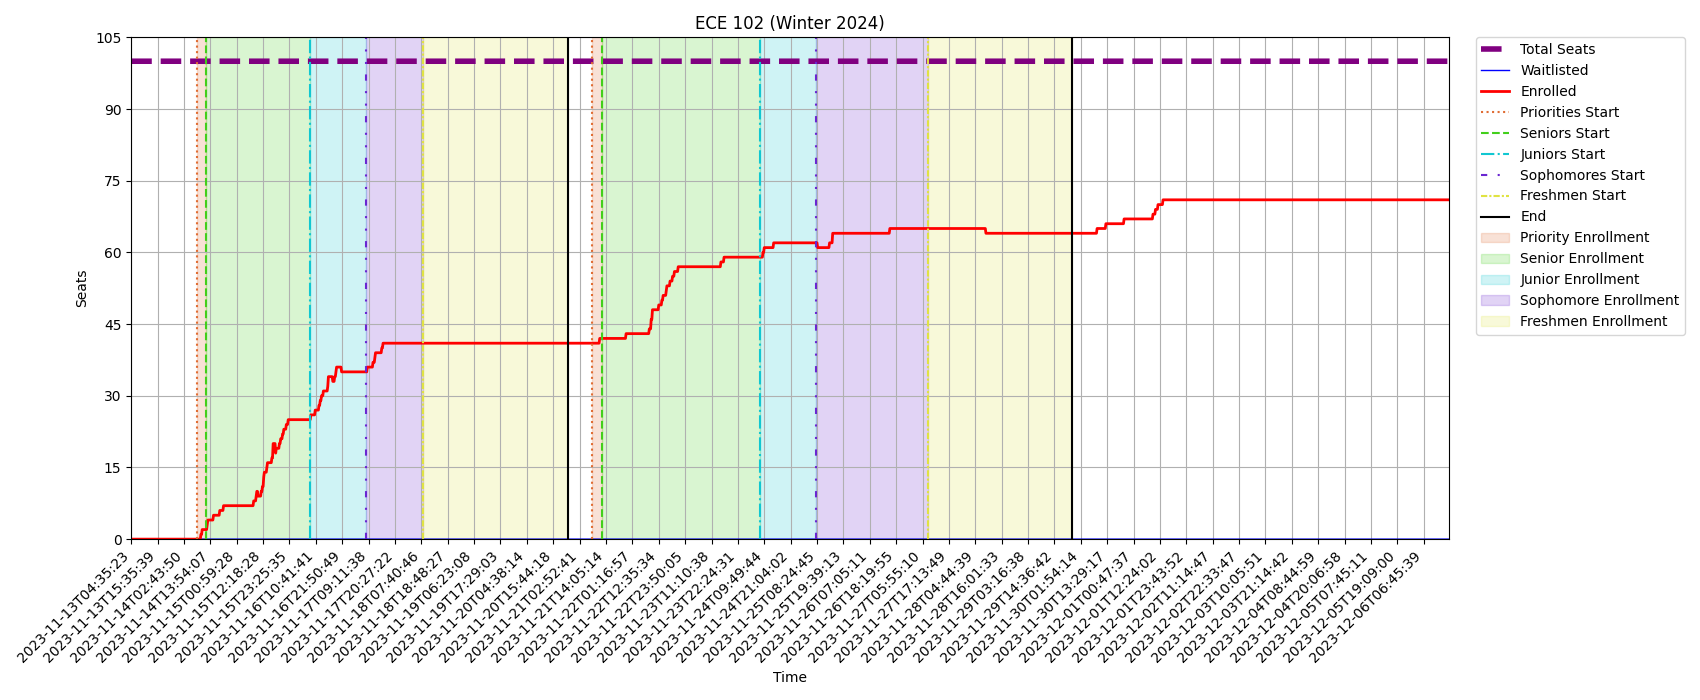 ECE 102 (Winter 2024)
105
90
75
60
45
30
15
0
Seats
2023-11-13T04:35:23
2023-11-13T15:35:39
2023-11-14T02:43:50
2023-11-14T13:54:07
2023-11-15T00:59:28
2023-11-15T12:18:28
2023-11-15T23:25:35
2023-11-16T10:41:41
2023-11-16T21:50:49
2023-11-17T09:11:38
2023-11-17T20:27:22
2023-11-18T07:40:46
2023-11-18T18:48:27
2023-11-19T06:23:08
2023-11-19T17:29:03
2023-11-20T04:38:14
2023-11-20T15:44:18
2023-11-21T02:52:41
2023-11-21T14:05:14
2023-11-22T01:16:57
2023-11-22T12:35:34
2023-11-22T23:50:05
2023-11-23T11:10:38
2023-11-23T22:24:31
2023-11-24T09:49:44
2023-11-24T21:04:02
2023-11-25T08:24:45
2023-11-25T19:39:13
2023-11-26T07:05:11
2023-11-26T18:19:55
2023-11-27T05:55:10
2023-11-27T17:13:49
2023-11-28T04:44:39
2023-11-28T16:01:33
2023-11-29T03:16:38
2023-11-29T14:36:42
2023-11-30T01:54:14
2023-11-30T13:29:17
2023-12-01T00:47:37
2023-12-01T12:24:02
2023-12-01T23:43:52
2023-12-02T11:14:47
2023-12-02T22:33:47
2023-12-03T10:05:51
2023-12-03T21:14:42
2023-12-04T08:44:59
2023-12-04T20:06:58
2023-12-05T07:45:11
2023-12-05T19:09:00
2023-12-06T06:45:39
Time
Total Seats
Waitlisted
Enrolled
Priorities Start
Seniors Start
Juniors Start
Sophomores Start
Freshmen Start
End
Priority Enrollment
Senior Enrollment
Junior Enrollment
Sophomore Enrollment
Freshmen Enrollment